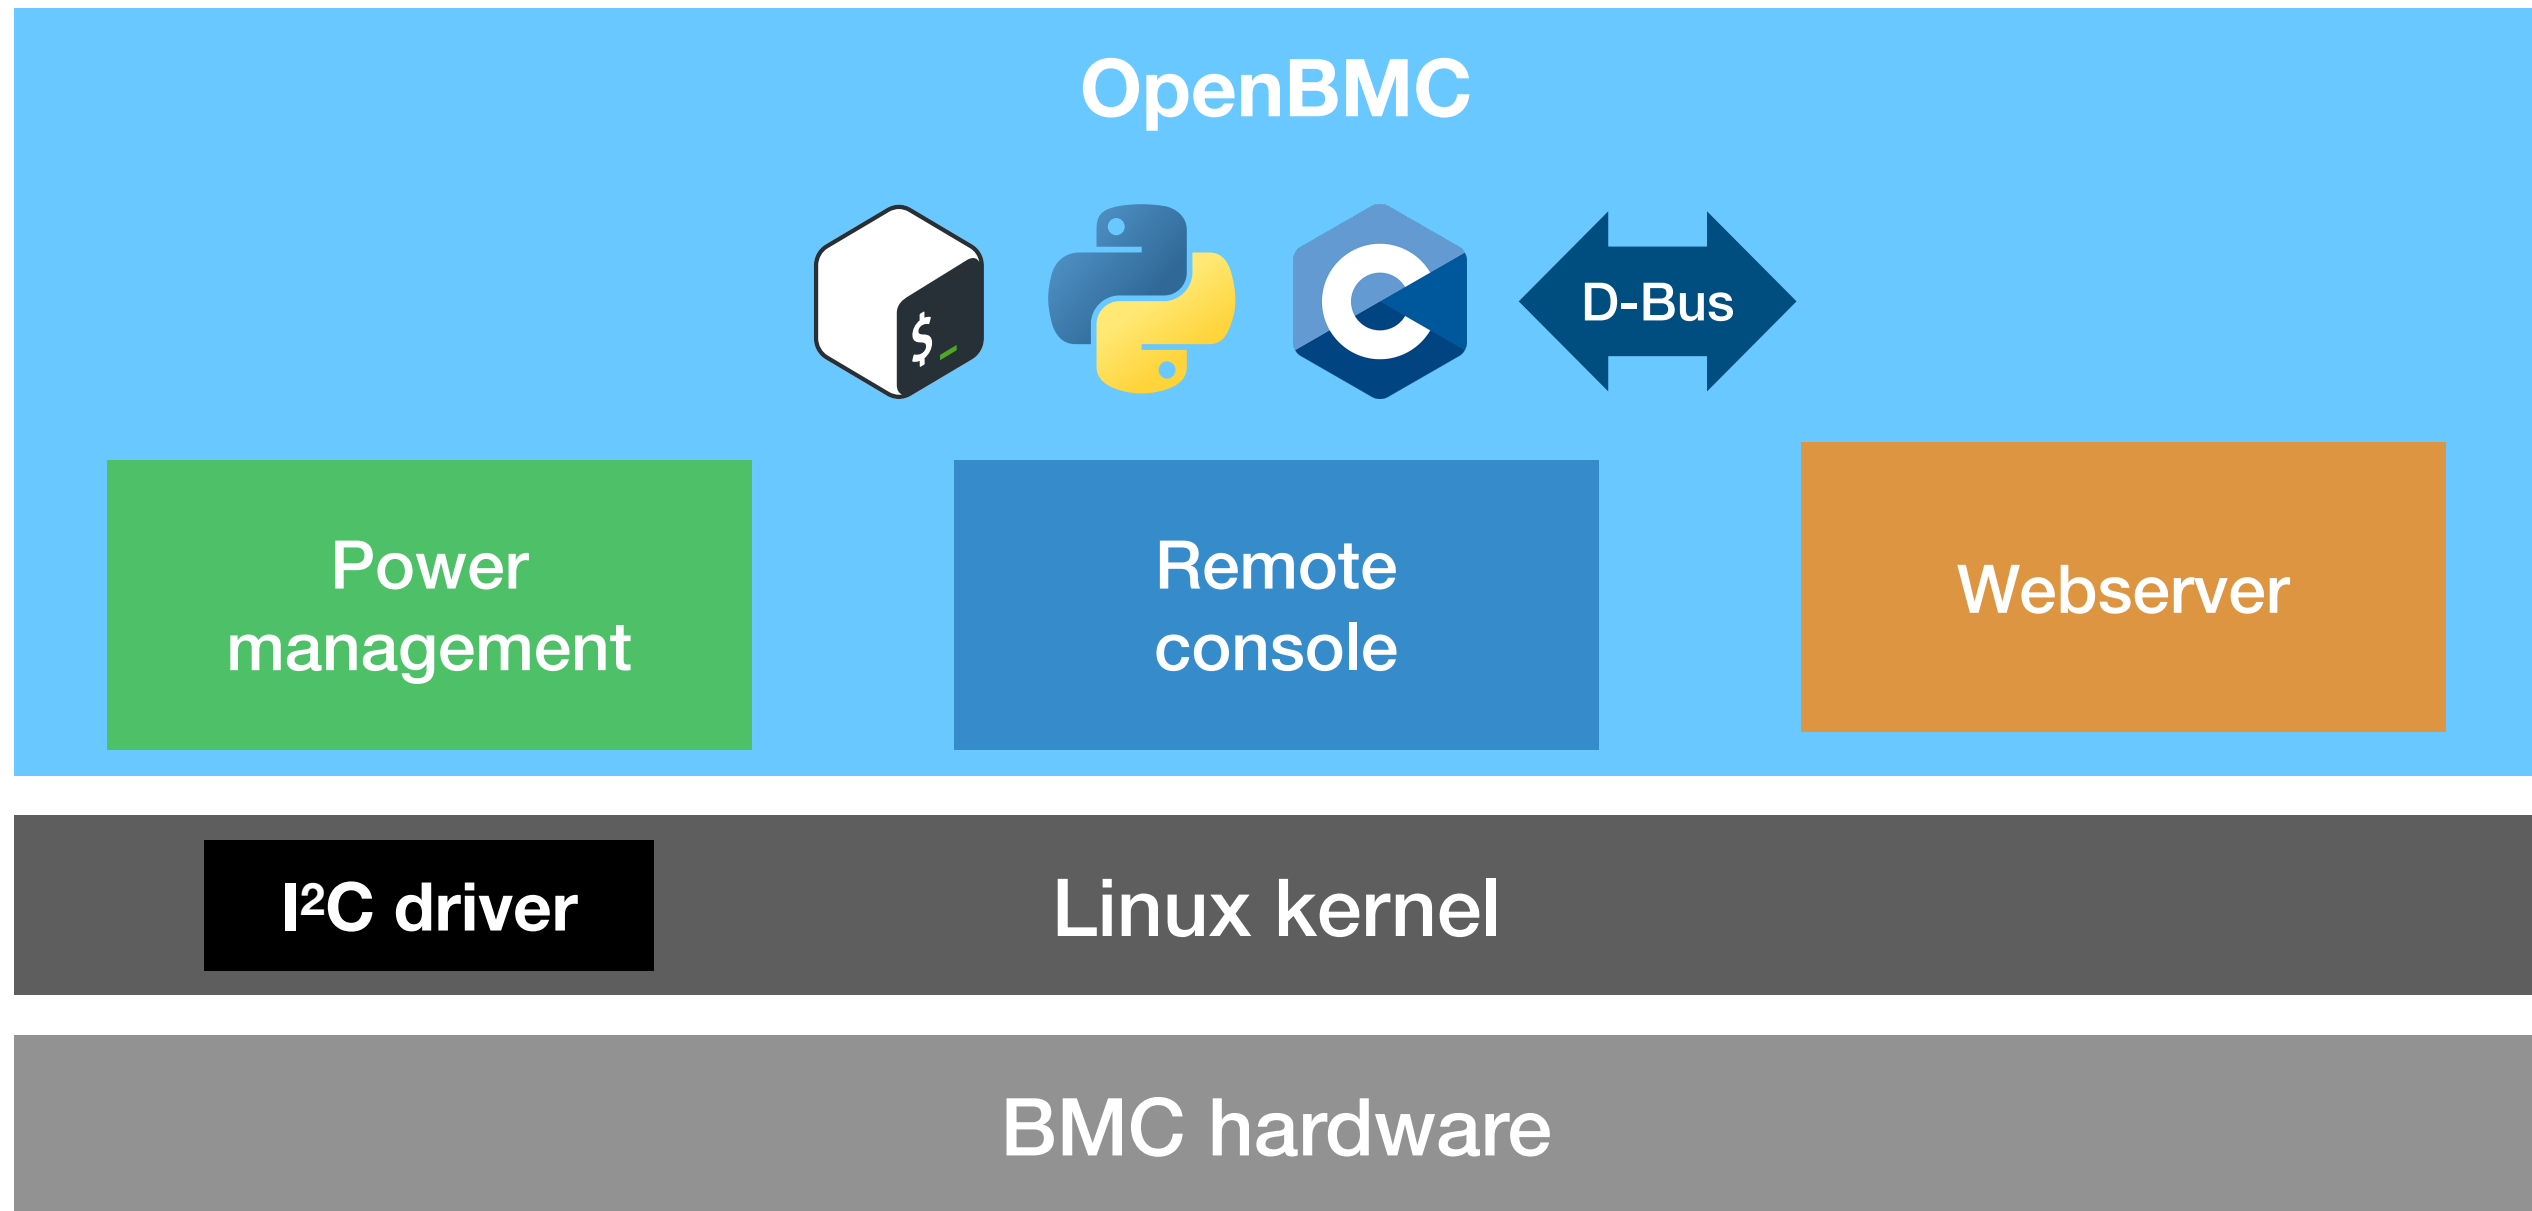 OpenBMC
$_
C
D-Bus
Power
management
Remote
console
Webserver
I²C driver
Linux kernel
BMC hardware